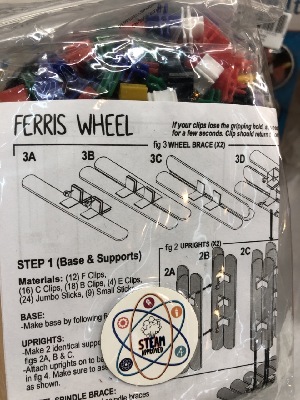 FERRIS WHEEL
If your clips lose the gripping hold
for a few seconds. Clip should return
fig 3 WHEEL BRACE (X2)
3A
3B
3C
3D
STEP 1 (Base & Supports)
Materials: (12) F Clips,
(16) C Clips, (18) B Clips, (4) E Clips,
(24) Jumbo Sticks, (9) Small
fig 2 UPRIGHTS (X2)
2A
2B
2C
BASE:
-Make base by following
UPRIGHTS:
-Make 2 identical
figs 2A, B & C.
-Attach uprights on to
in fig 4. Make sure to
as shown.
SPINDLE BRACE:
STEAM
APPROVED